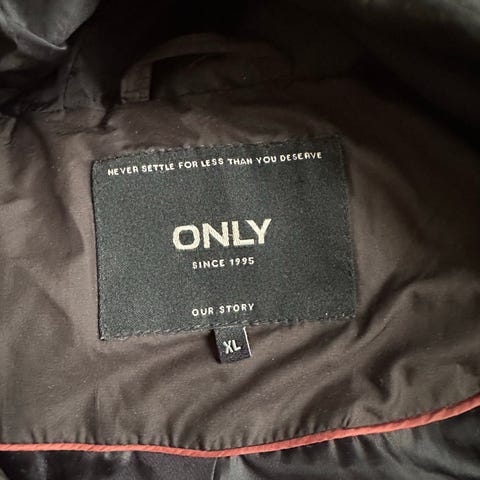 NEVER SETTLE FOR LESS THAN YOU DESERVE
ONLY
SINCE 1995
OUR STORY
XL